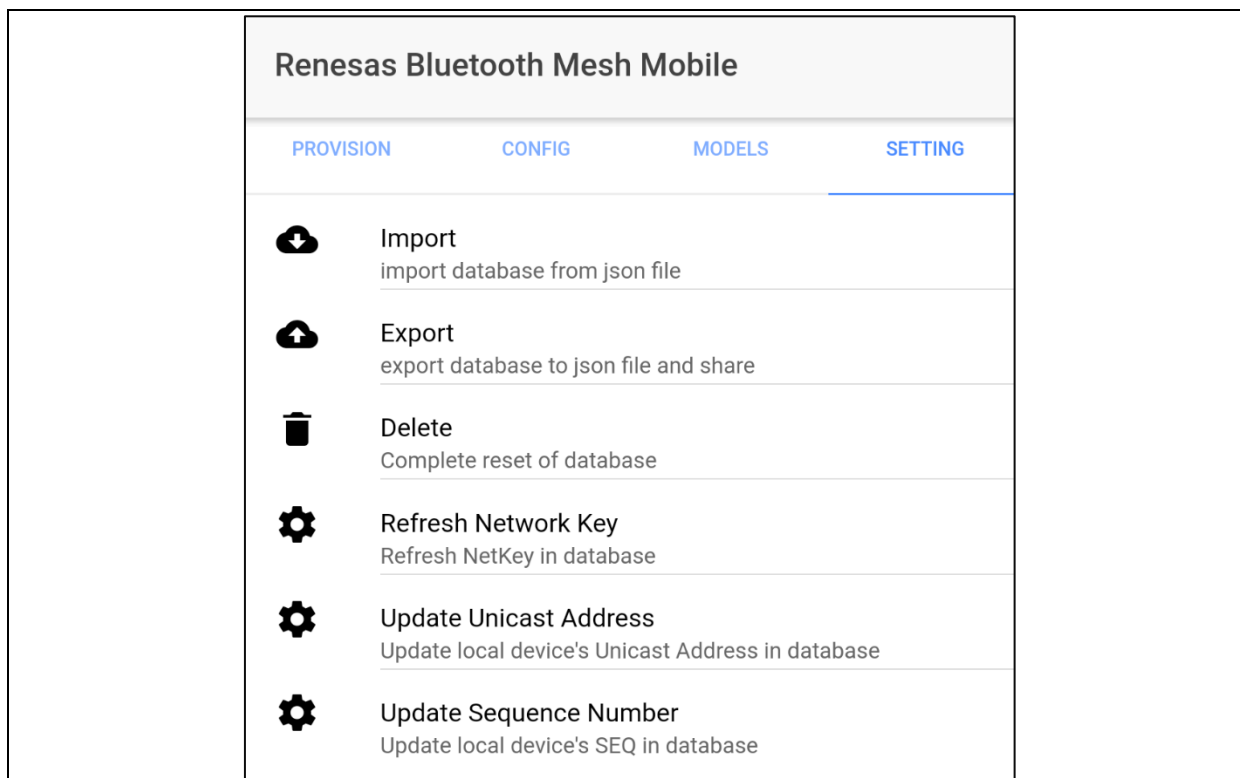 Renesas Bluetooth Mesh Mobile
PROVISION CONFIG MODELS SETTING
Import
import database from json file
Export
export database to json file and share
Delete
Complete reset of database
Refresh Network Key
Refresh NetKey in database
Update Unicast Address
Update local device's Unicast Address in database
Update Sequence Number
Update local device's SEQ in database